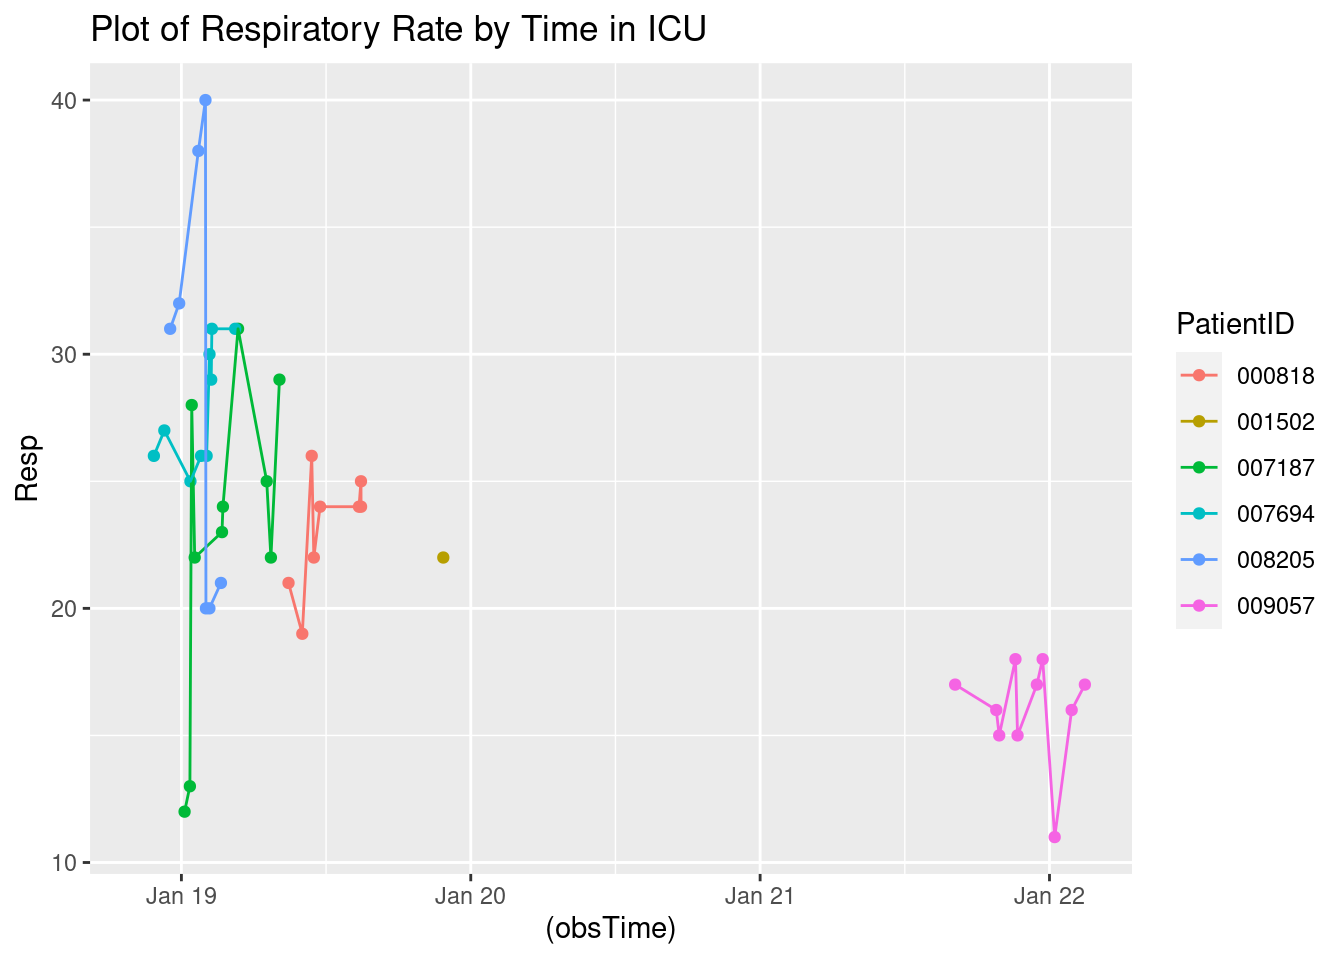 Plot of Respiratory Rate by Time in ICU
40
30
20
10
Resp
Jan 19
Jan 20
Jan 21
Jan 22
(obsTime)
PatientID
000818
001502
007187
007694
008205
009057